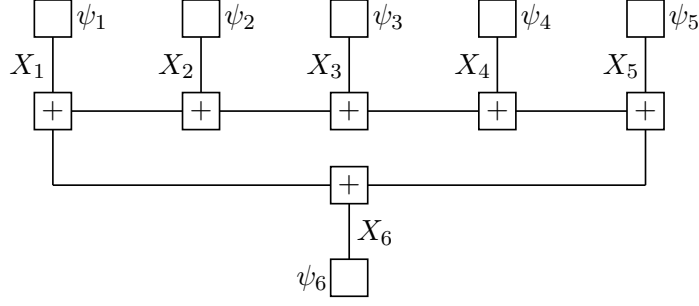 ψ₁ ψ₂ ψ₃ ψ₄ ψ₅
X₁ X₂ X₃ X₄ X₅
+ + + + +
+
X₆
ψ₆